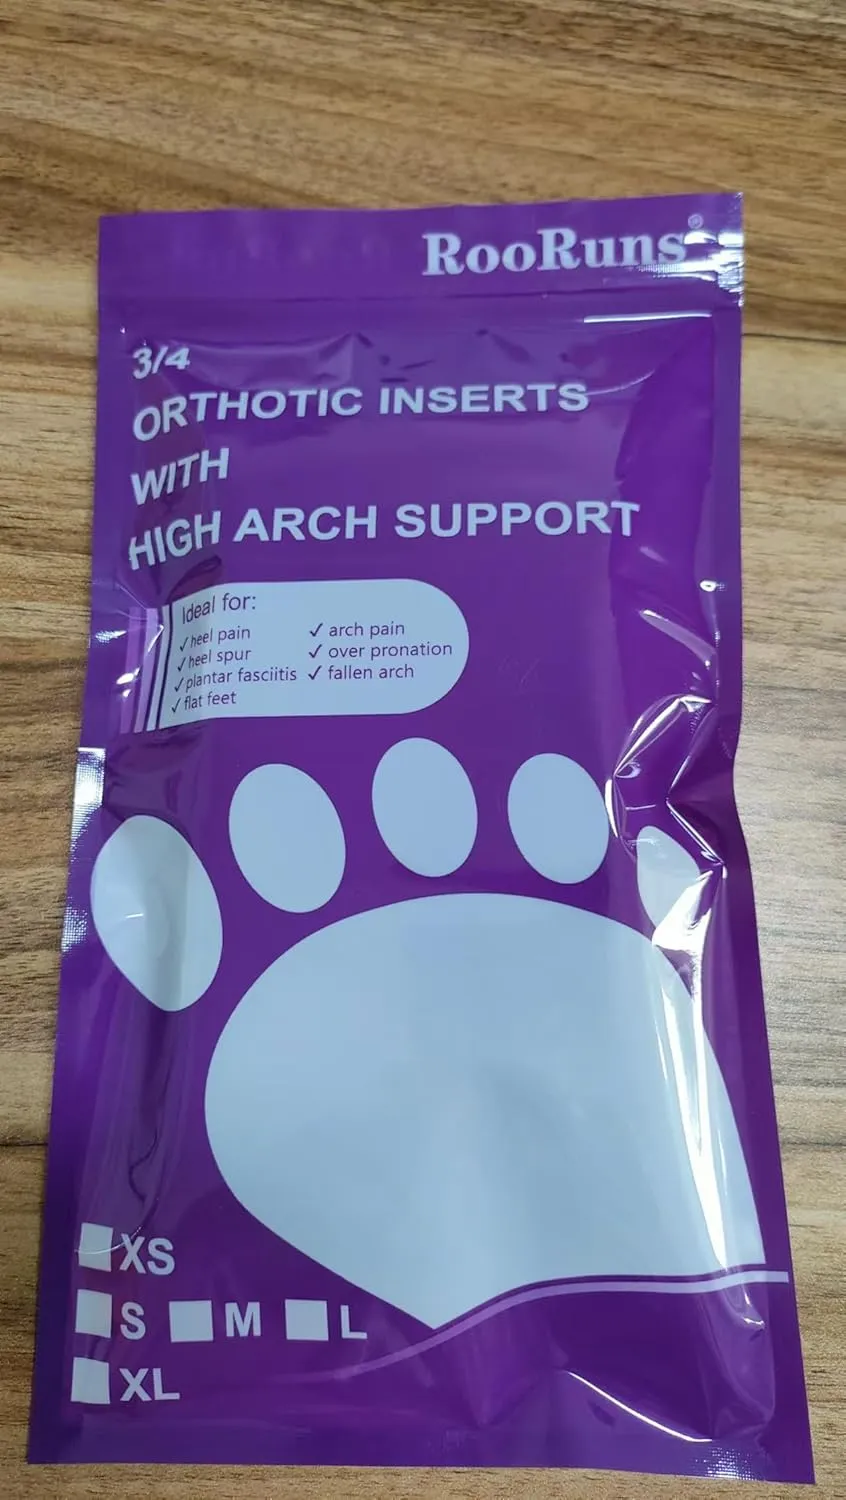 RooRuns®
3/4
ORTHOTIC INSERTS
WITH
HIGH ARCH SUPPORT
Ideal for:
✓ heel pain ✓ arch pain
✓ heel spur ✓ over pronation
✓ plantar fasciitis ✓ fallen arch
✓ flat feet
XS
S M L
XL